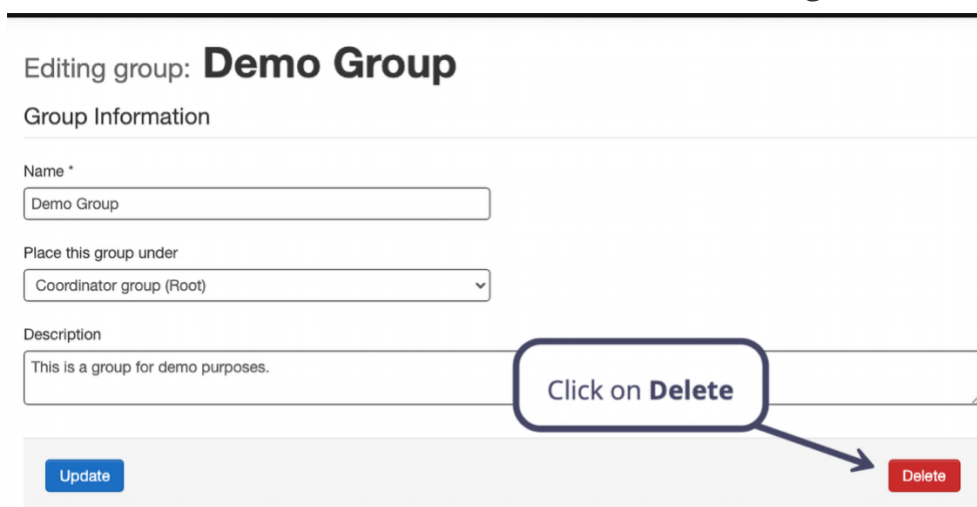 Editing group: Demo Group
Group Information
Name *
Demo Group
Place this group under
Coordinator group (Root)
Description
This is a group for demo purposes.
Click on Delete
Update
Delete